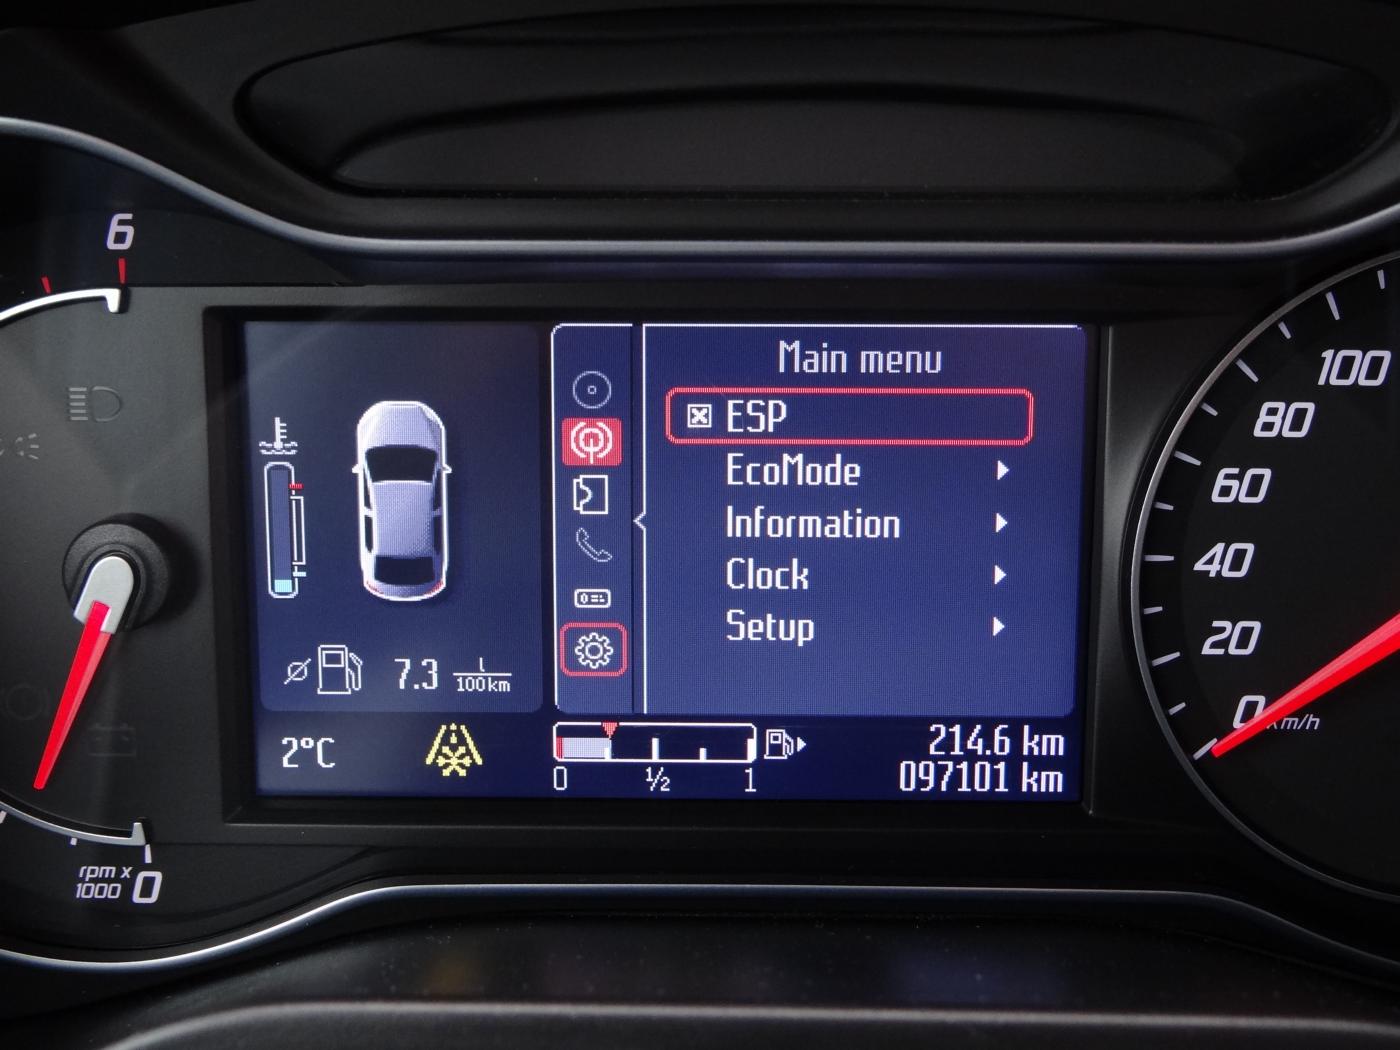 6
Main menu
ESP
EcoMode
Information
Clock
Setup
7.3 l/100km
2°C
0 ½ 1
214.6 km
097101 km
rpm x
1000 0
100
80
60
40
20
0
km/h